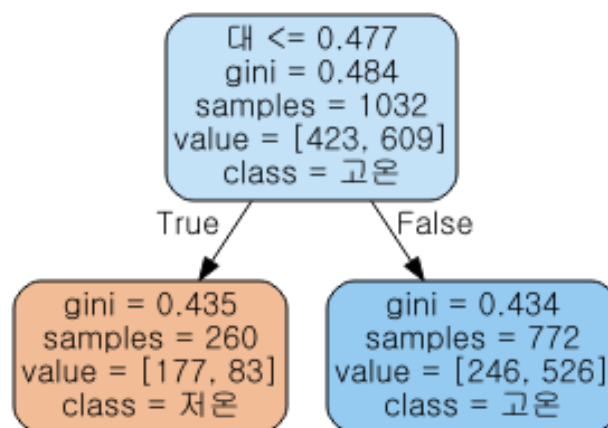 대 <= 0.477
gini = 0.484
samples = 1032
value = [423, 609]
class = 고온
True
False
gini = 0.435
samples = 260
value = [177, 83]
class = 저온
gini = 0.434
samples = 772
value = [246, 526]
class = 고온